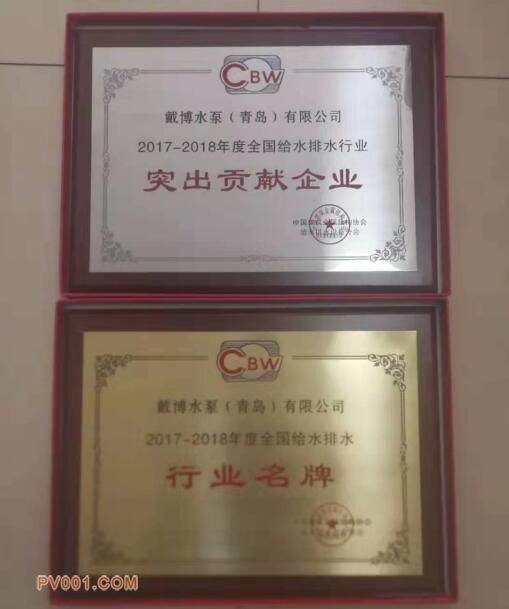 CBW
戴博水泵（青岛）有限公司
2017-2018年度全国给水排水行业
突出贡献企业
CBW
戴博水泵（青岛）有限公司
2017-2018年度全国给水排水
行业名牌
PV001.COM